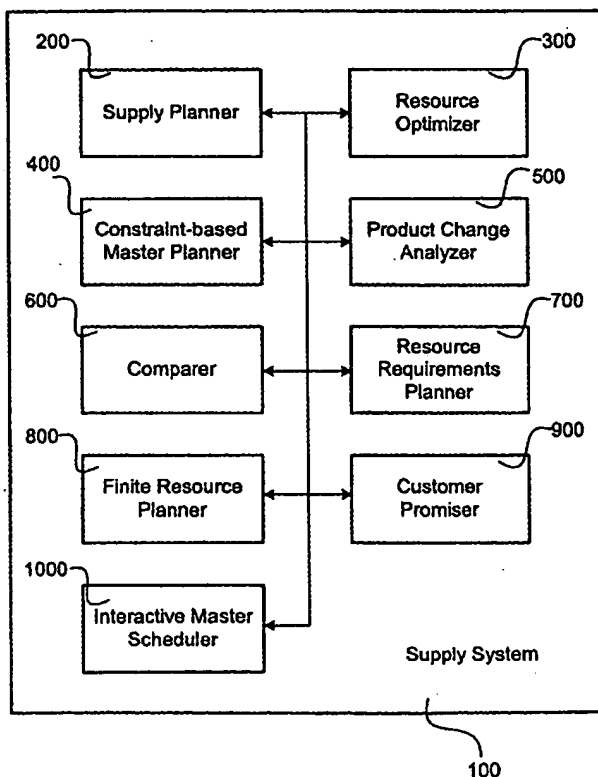 200
300
Supply Planner
Resource
Optimizer
400
500
Constraint-based
Master Planner
Product Change
Analyzer
600
700
Comparer
Resource
Requirements
Planner
800
900
Finite Resource
Planner
Customer
Promiser
1000
Interactive Master
Scheduler
Supply System
100